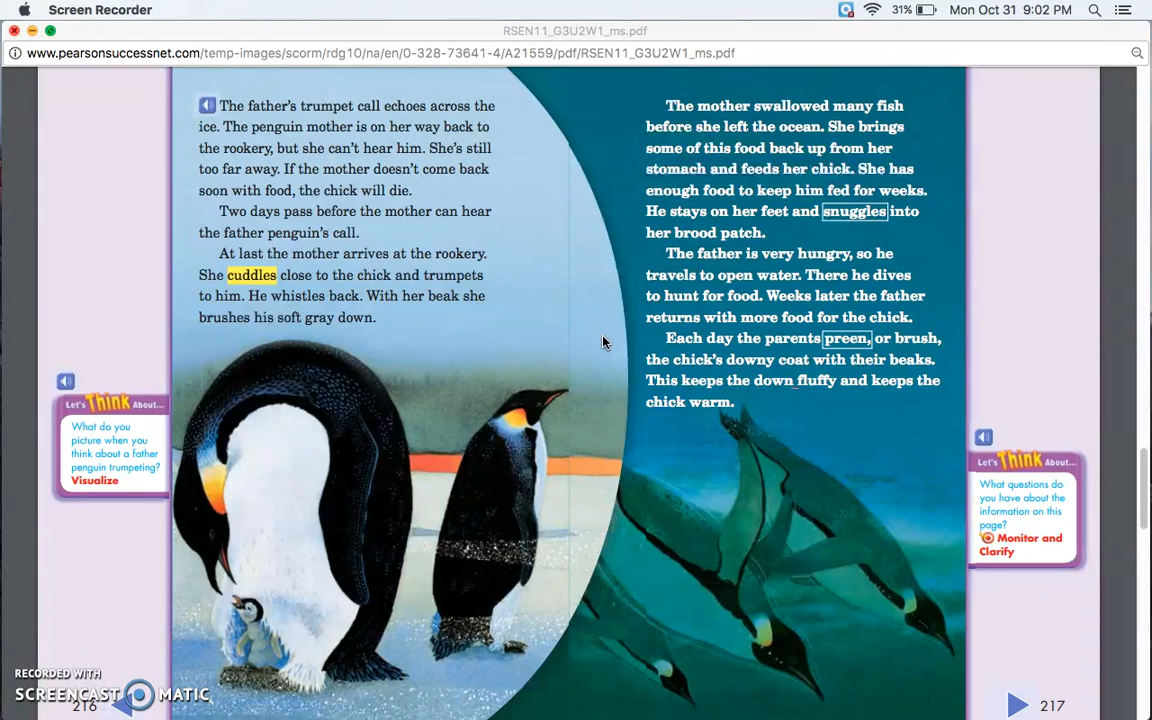 Screen Recorder
31%
Mon Oct 31 9:02 PM
RSEN11_G3U2W1_ms.pdf
www.pearsonsuccessnet.com/temp-images/scorm/rdg10/na/en/0-328-73641-4/A21559/pdf/RSEN11_G3U2W1_ms.pdf
The father's trumpet call echoes across the
ice. The penguin mother is on her way back to
the rookery, but she can't hear him. She's still
too far away. If the mother doesn't come back
soon with food, the chick will die.
Two days pass before the mother can hear
the father penguin's call.
At last the mother arrives at the rookery.
She cuddles close to the chick and trumpets
to him. He whistles back. With her beak she
brushes his soft gray down.
Let's Think About...
What do you
picture when you
think about a father
penguin trumpeting?
Visualize
The mother swallowed many fish
before she left the ocean. She brings
some of this food back up from her
stomach and feeds her chick. She has
enough food to keep him fed for weeks.
He stays on her feet and snuggles into
her brood patch.
The father is very hungry, so he
travels to open water. There he dives
to hunt for food. Weeks later the father
returns with more food for the chick.
Each day the parents preen, or brush,
the chick's downy coat with their beaks.
This keeps the down fluffy and keeps the
chick warm.
Let's Think About...
What questions do
you have about the
information on this
page?
Monitor and
Clarify
RECORDED WITH
SCREENCAST MATIC
216
217